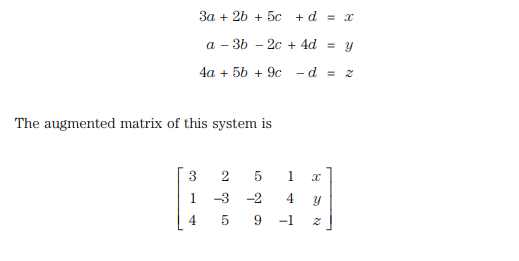 3a + 2b + 5c + d = x
a – 3b – 2c + 4d = y
4a + 5b + 9c – d = z
The augmented matrix of this system is
3 2 5 1 x
1 –3 –2 4 y
4 5 9 –1 z